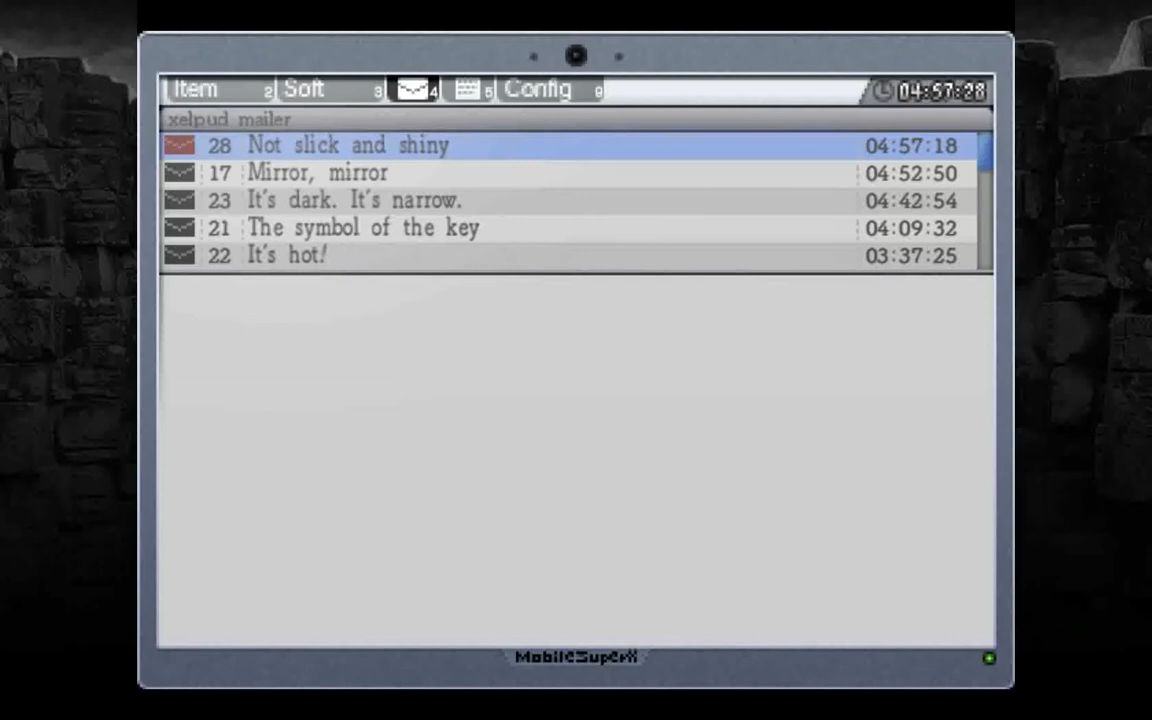 Item 2 Soft 3 4 5 Config 9 04:57:28
xelpud mailer
28 Not slick and shiny 04:57:18
17 Mirror, mirror 04:52:50
23 It's dark. It's narrow. 04:42:54
21 The symbol of the key 04:09:32
22 It's hot! 03:37:25
MobileSuperX